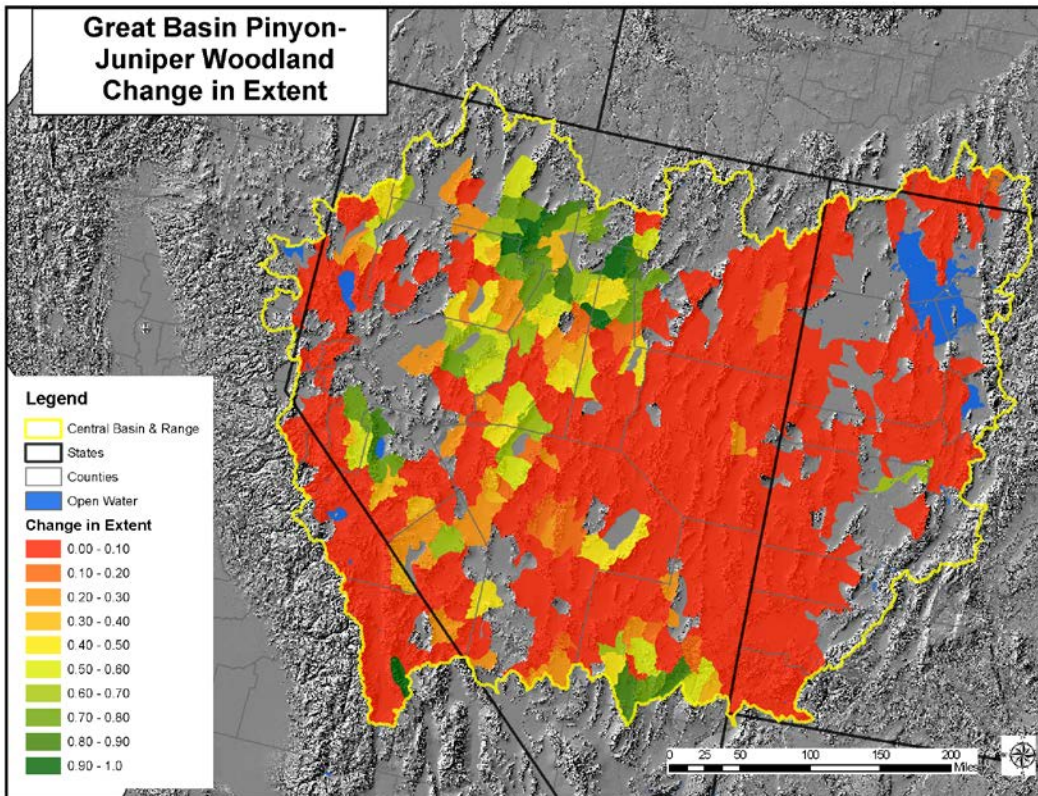 Great Basin Pinyon-
Juniper Woodland
Change in Extent
Legend
Central Basin & Range
States
Counties
Open Water
Change in Extent
0.00 - 0.10
0.10 - 0.20
0.20 - 0.30
0.30 - 0.40
0.40 - 0.50
0.50 - 0.60
0.60 - 0.70
0.70 - 0.80
0.80 - 0.90
0.90 - 1.0
0 25 50 100 150 200
Miles